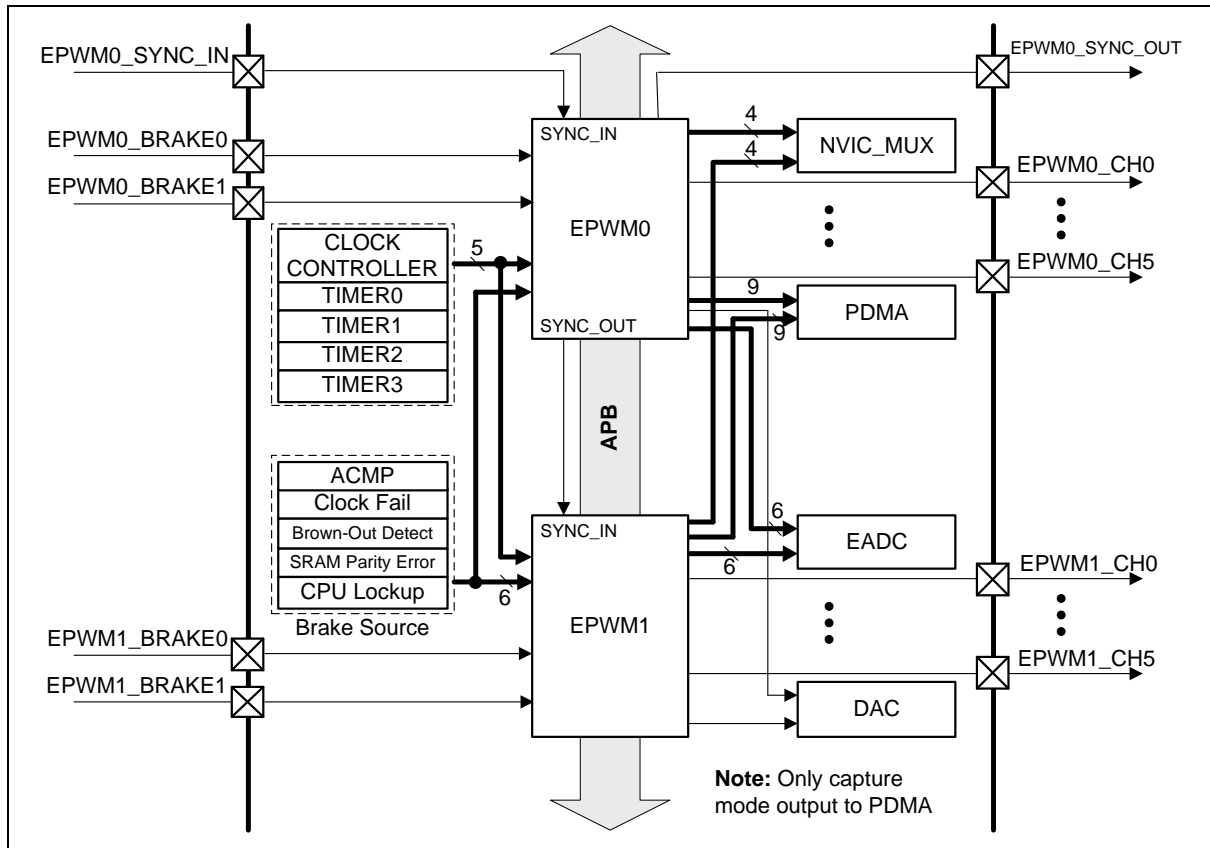 EPWM0_SYNC_IN
EPWM0_SYNC_OUT
EPWM0_BRAKE0
EPWM0_BRAKE1
SYNC_IN
EPWM0
SYNC_OUT
4
4
NVIC_MUX
EPWM0_CH0
EPWM0_CH5
CLOCK
CONTROLLER
TIMER0
TIMER1
TIMER2
TIMER3
5
9
9
PDMA
APB
ACMP
Clock Fail
Brown-Out Detect
SRAM Parity Error
CPU Lockup
Brake Source
6
SYNC_IN
EPWM1
6
6
EADC
EPWM1_CH0
EPWM1_CH5
EPWM1_BRAKE0
EPWM1_BRAKE1
DAC
Note: Only capture
mode output to PDMA